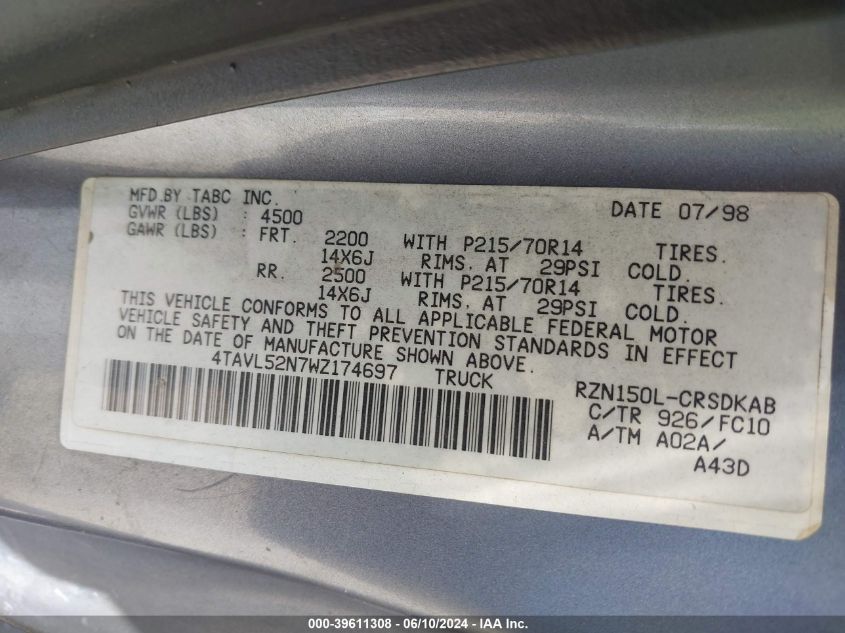 MFD.BY TABC INC. DATE 07/98
GVWR (LBS) : 4500
GAWR (LBS) : FRT. 2200 WITH P215/70R14 TIRES.
14X6J RIMS. AT 29PSI COLD.
RR. 2500 WITH P215/70R14 TIRES.
14X6J RIMS. AT 29PSI COLD.
THIS VEHICLE CONFORMS TO ALL APPLICABLE FEDERAL MOTOR
VEHICLE SAFETY AND THEFT PREVENTION STANDARDS IN EFFECT
ON THE DATE OF MANUFACTURE SHOWN ABOVE.
4TAVL52N7WZ174697 TRUCK
RZN150L-CRSDKAB
C/TR 926/FC10
A/TM A02A/
A43D
000-39611308 - 06/10/2024 - IAA Inc.